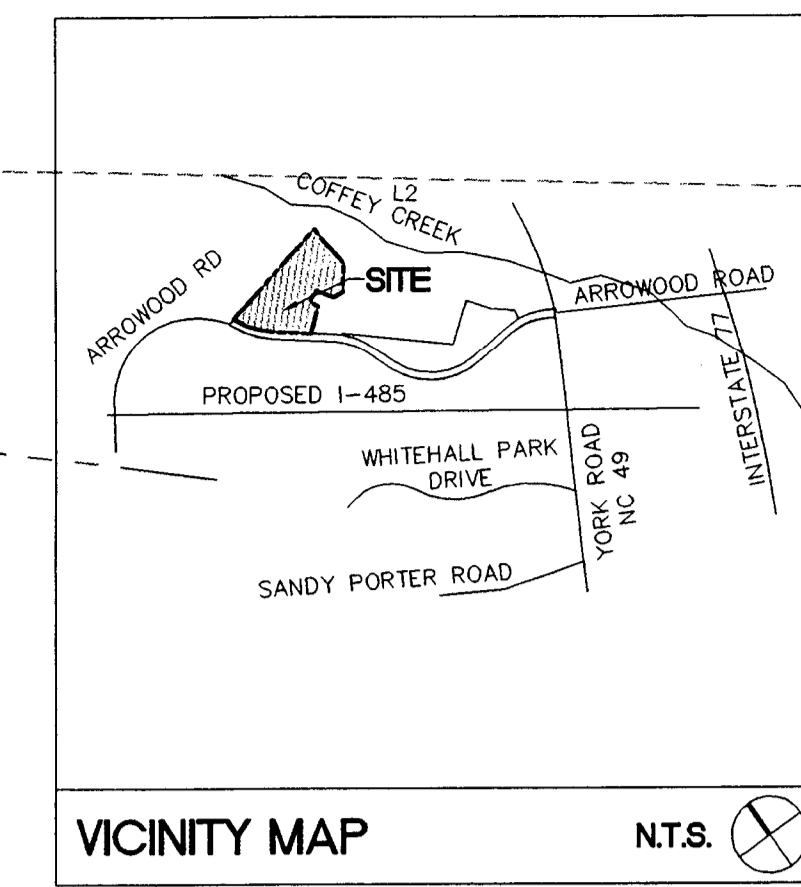 L2
COFFEY CREEK
ARROWOOD RD
SITE
ARROWOOD ROAD
PROPOSED I-485
INTERSTATE 77
WHITEHALL PARK
DRIVE
YORK ROAD
NC 49
SANDY PORTER ROAD
VICINITY MAP
N.T.S.